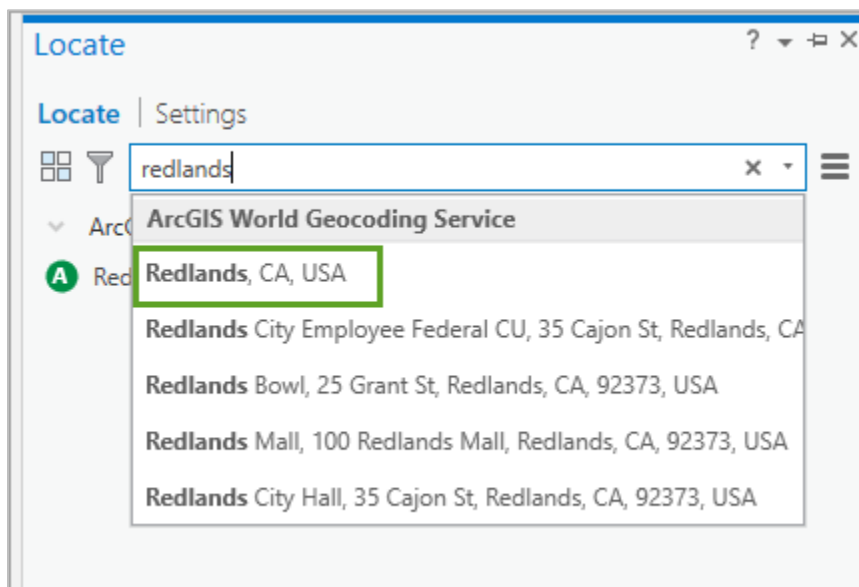 Locate
?
Locate | Settings
redlands
ArcGIS World Geocoding Service
ArcG
Redlands, CA, USA
A Red
Redlands City Employee Federal CU, 35 Cajon St, Redlands, CA
Redlands Bowl, 25 Grant St, Redlands, CA, 92373, USA
Redlands Mall, 100 Redlands Mall, Redlands, CA, 92373, USA
Redlands City Hall, 35 Cajon St, Redlands, CA, 92373, USA